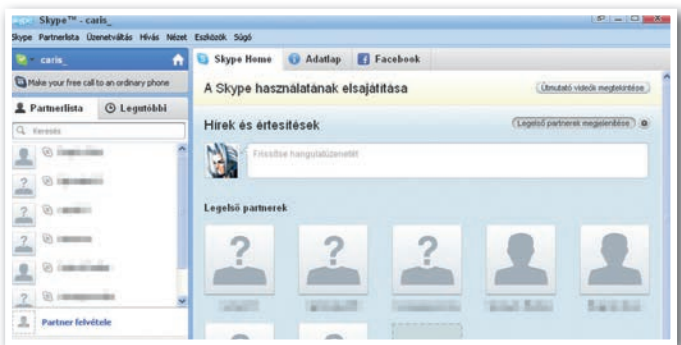 Skype™ - caris_
Skype Partnerlista Üzenetváltás Hívás Nézet Eszközök Súgó
caris_
Make your free call to an ordinary phone
Partnerlista Legutóbbi
Keresés
Partner felvétele
Skype Home Adatlap Facebook
A Skype használatának elsajátítása
Útmutató videók megtekintése
Hírek és értesítések
Legelső partnerek megjelenítése
Frissítse hangulatüzenetét
Legelső partnerek